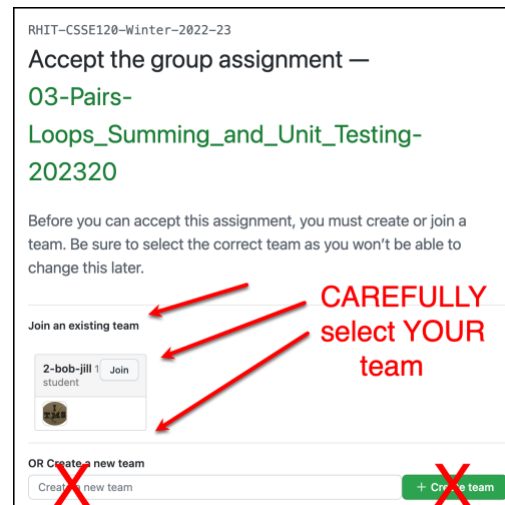 RHIT-CSSE120-Winter-2022-23
Accept the group assignment —
03-Pairs-
Loops_Summing_and_Unit_Testing-
202320
Before you can accept this assignment, you must create or join a
team. Be sure to select the correct team as you won't be able to
change this later.
CAREFULLY
select YOUR
team
Join an existing team
2-bob-jill 1
student
Join
OR Create a new team
Create a new team
+ Create team
X
X